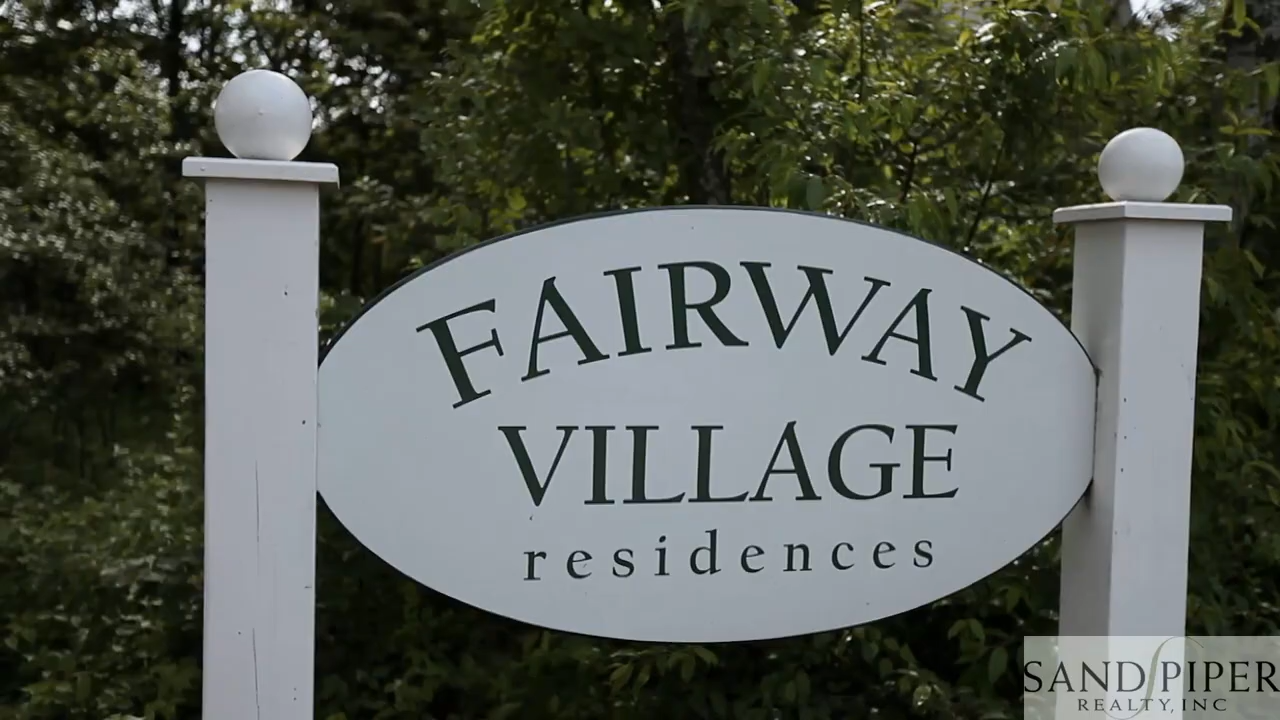 FAIRWAY
VILLAGE
residences
SANDPIPER
REALTY, INC